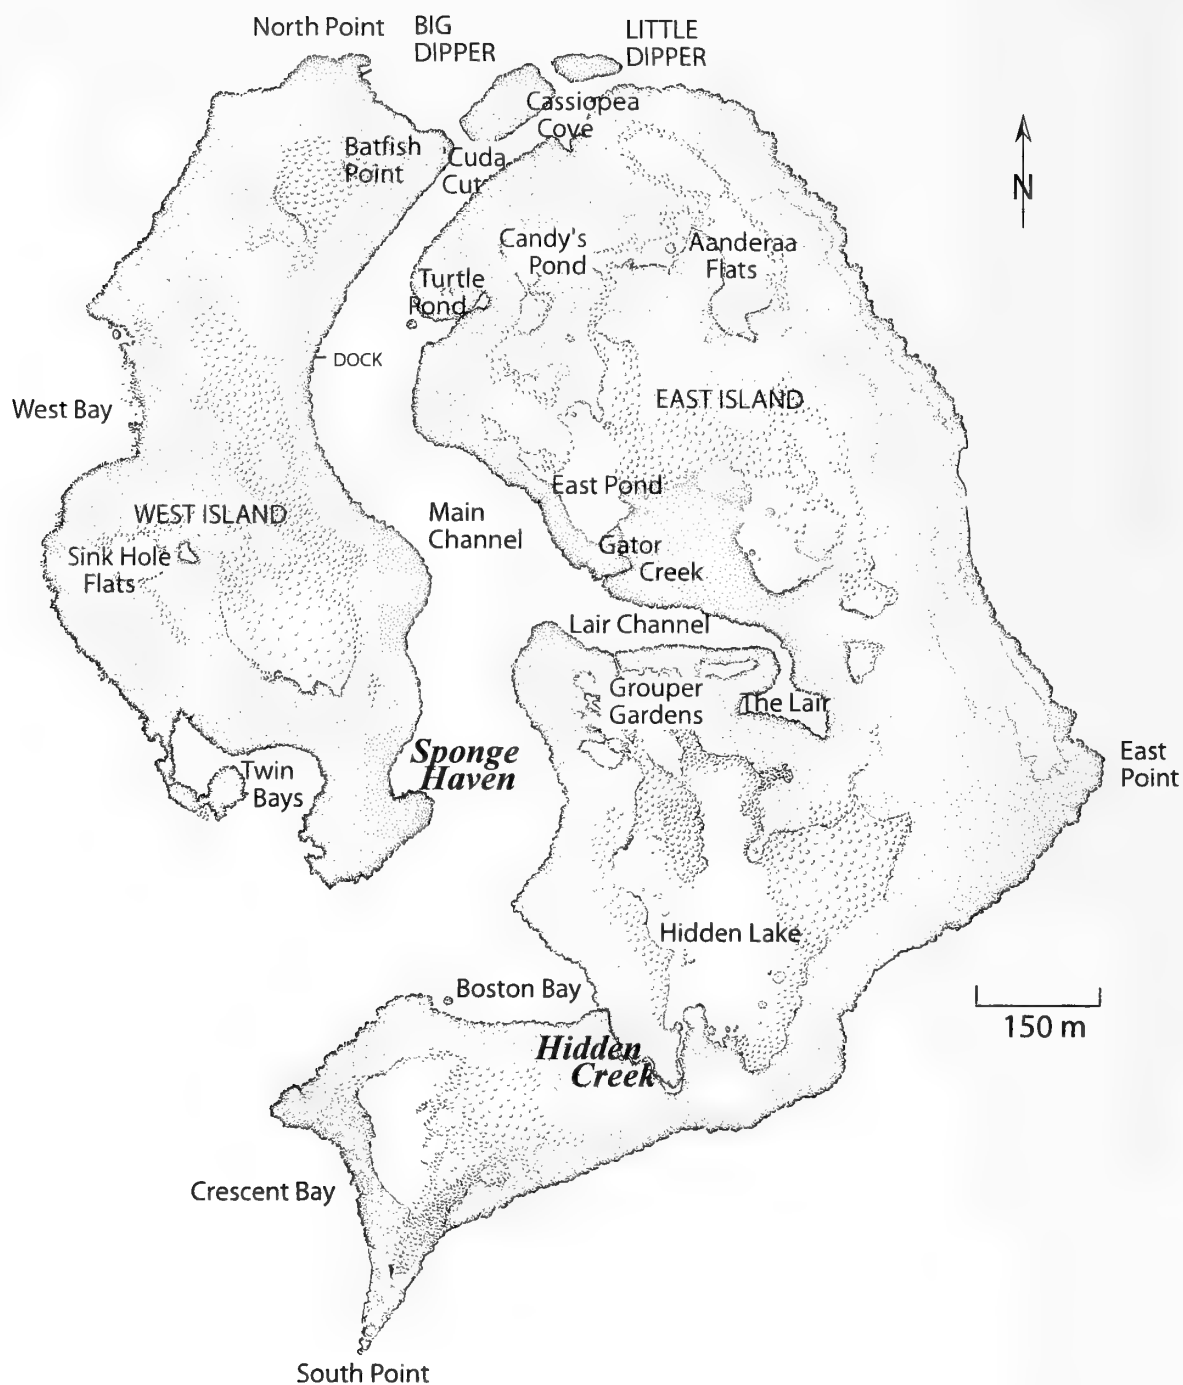 North Point
BIG
DIPPER
LITTLE
DIPPER
Cassiopea
Cove
Batfish
Point
Cuda
Cut
N
Candy's
Pond
Aanderaa
Flats
Turtle
Pond
DOCK
West Bay
EAST ISLAND
East Pond
WEST ISLAND
Main
Channel
Sink Hole
Flats
Gator
Creek
Lair Channel
Grouper
Gardens
The Lair
Sponge
Haven
East
Point
Twin
Bays
Hidden Lake
Boston Bay
150 m
Hidden
Creek
Crescent Bay
South Point